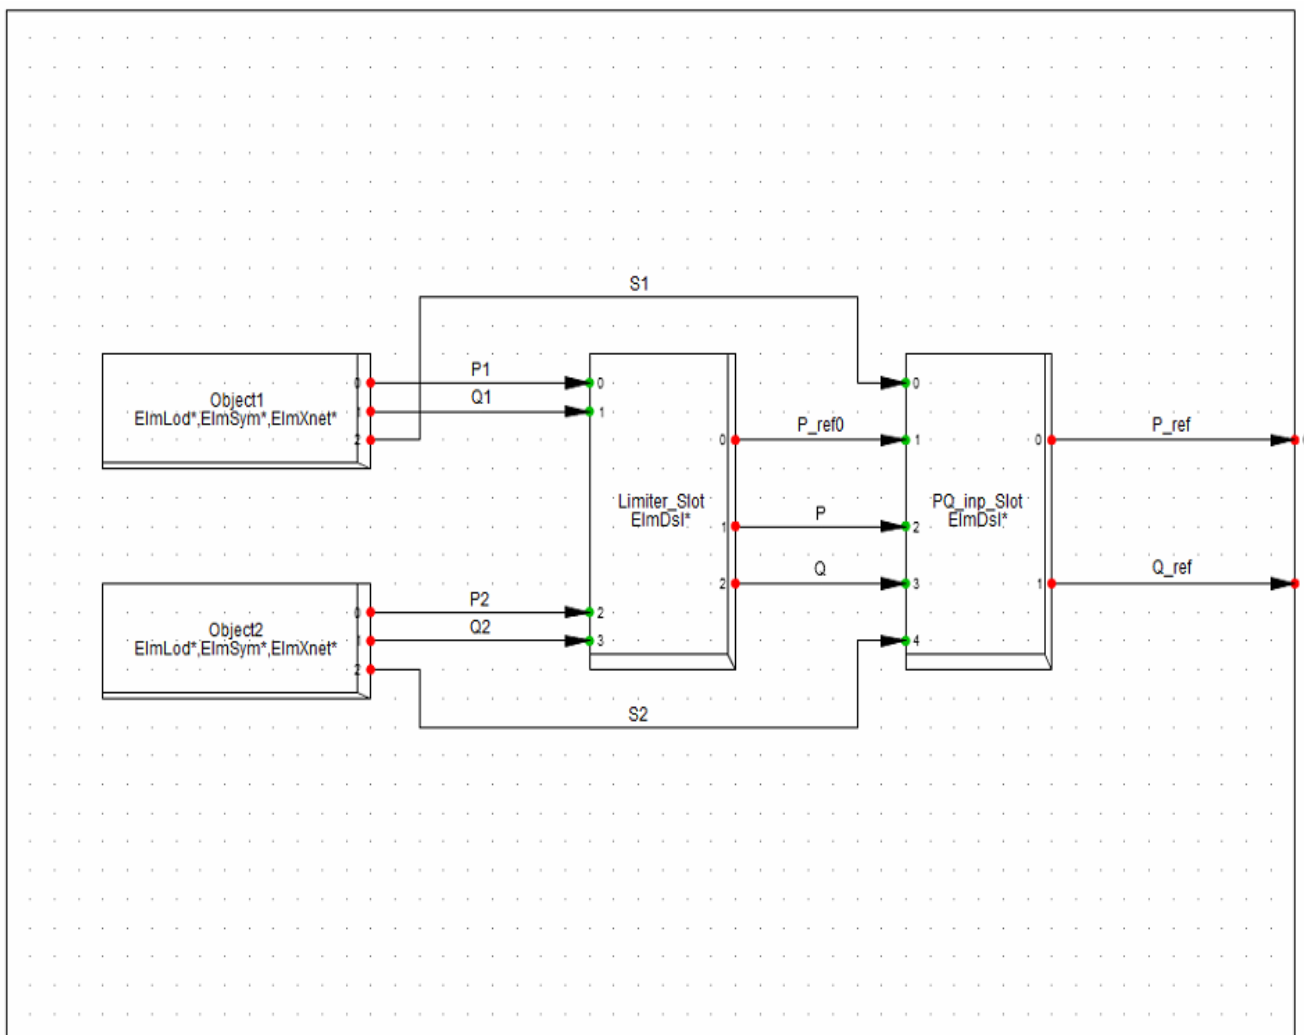 S1
0
P1
0
0
1
Q1
1
Object1
ElmLod*,ElmSym*,ElmXnet*
2
0
P_ref0
1
0
P_ref
Limiter_Slot
ElmDsl*
PQ_inp_Slot
ElmDsl*
1
P
2
2
Q
3
1
Q_ref
0
P2
2
1
Q2
3
4
Object2
ElmLod*,ElmSym*,ElmXnet*
2
S2